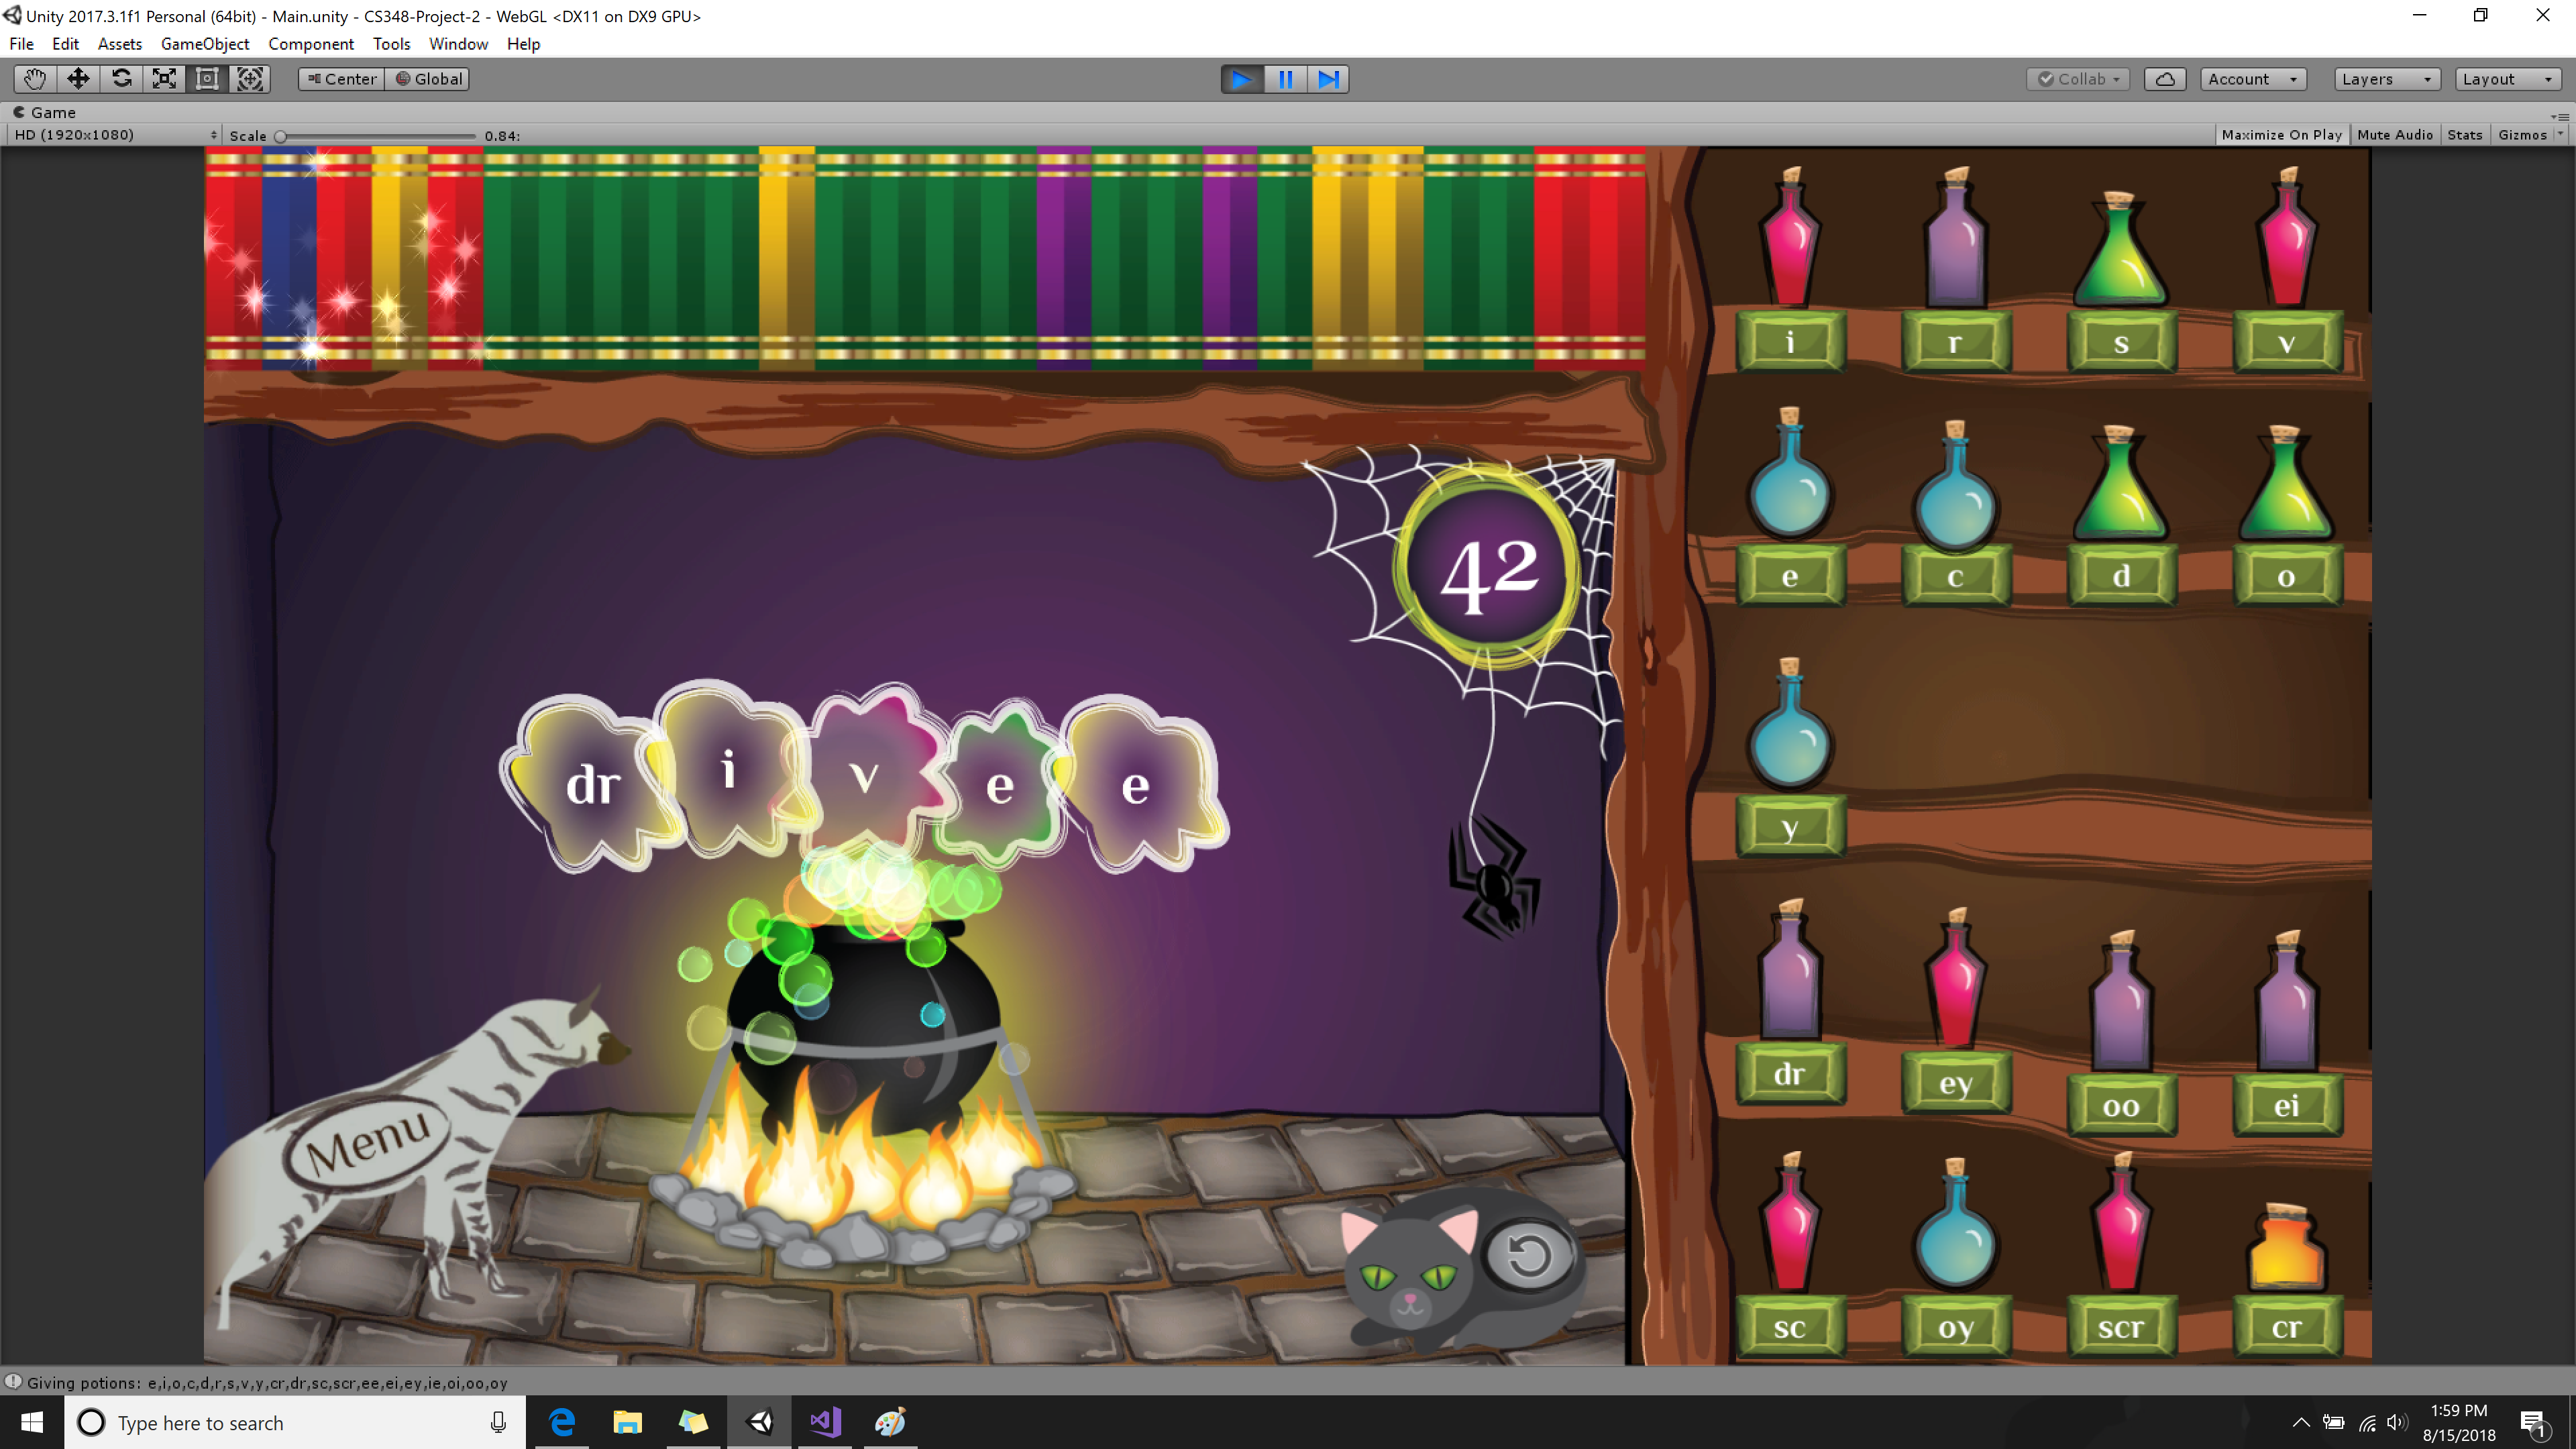 Unity 2017.3.1f1 Personal (64bit) - Main.unity - CS348-Project-2 - WebGL <DX11 on DX9 GPU>
File Edit Assets GameObject Component Tools Window Help
Center Global Collab Account Layers Layout
Game
HD (1920x1080) Scale 0.84: Maximize On Play Mute Audio Stats Gizmos
i r s v
42
e c d o
dr i v e e
y
dr ey oo ei
Menu
sc oy scr cr
Giving potions: e,i,o,c,d,r,s,v,y,cr,dr,sc,scr,ee,ei,ey,ie,oi,oo,oy
Type here to search
1:59 PM
8/15/2018
1